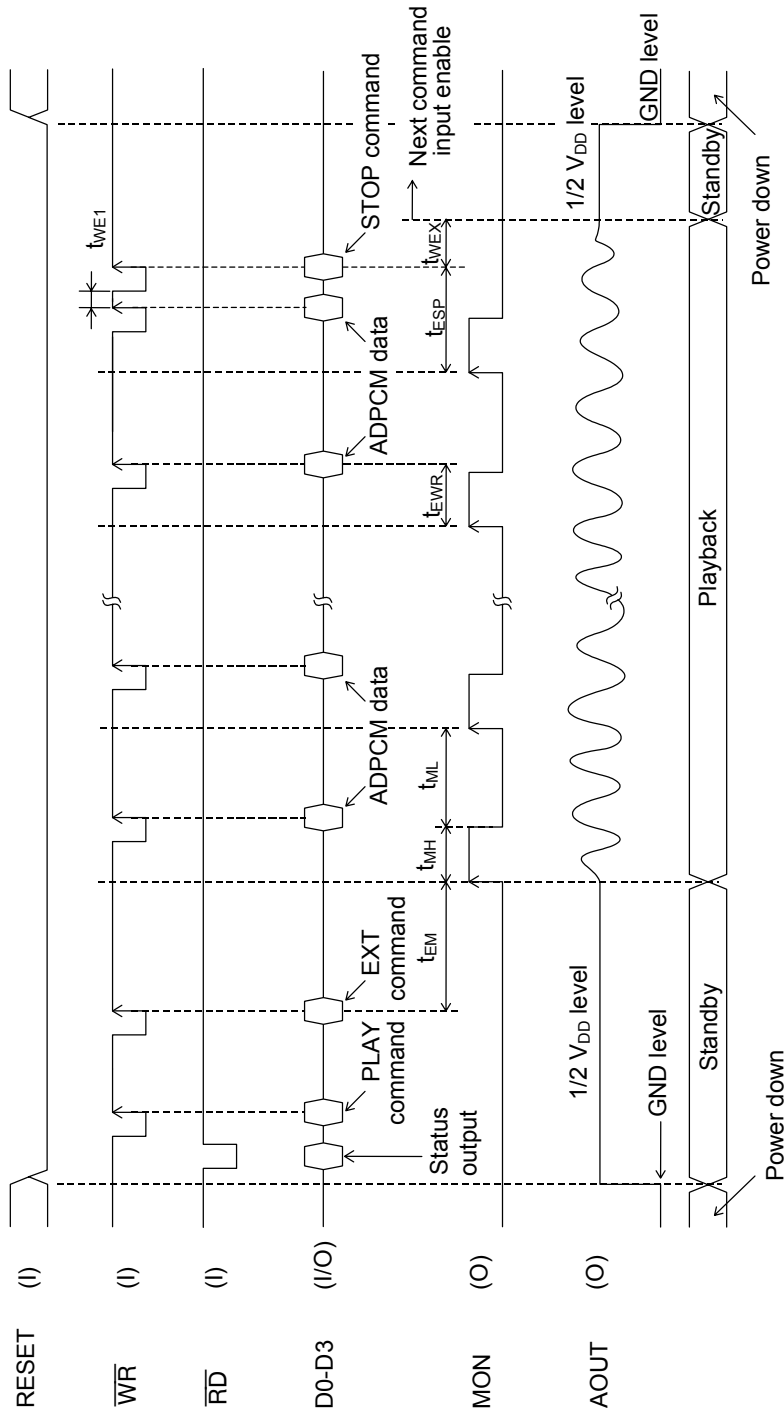 RESET (I)
WR (I)
tWE1
RD (I)
D0-D3 (I/O)
Status
output
PLAY
command
EXT
command
ADPCM data
ADPCM data
ADPCM data
ADPCM data
STOP command
MON (O)
tEM
tMH
tML
tEWR
tESP
tWEX
Next command
input enable
AOUT (O)
GND level
1/2 VDD level
1/2 VDD level
GND level
Power down
Standby
Playback
Standby
Power down